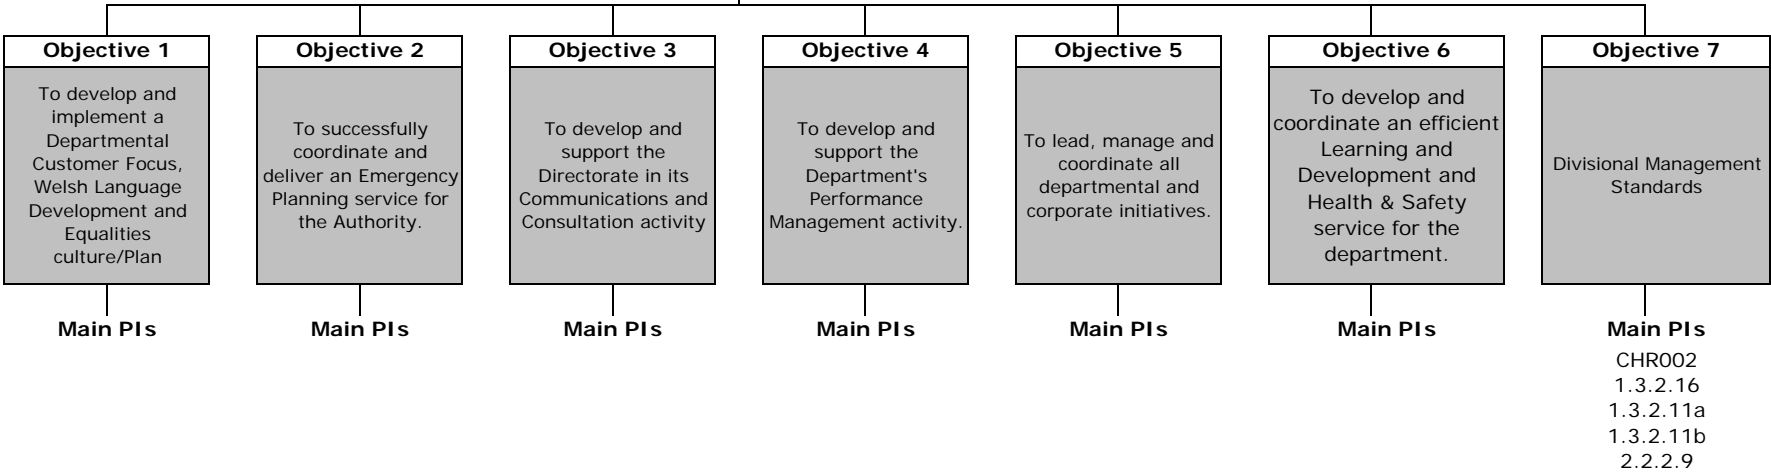 Objective 1
To develop and
implement a
Departmental
Customer Focus,
Welsh Language
Development and
Equalities
culture/Plan
Main PIs
Objective 2
To successfully
coordinate and
deliver an Emergency
Planning service for
the Authority.
Main PIs
Objective 3
To develop and
support the
Directorate in its
Communications and
Consultation activity
Main PIs
Objective 4
To develop and
support the
Department's
Performance
Management activity.
Main PIs
Objective 5
To lead, manage and
coordinate all
departmental and
corporate initiatives.
Main PIs
Objective 6
To develop and
coordinate an efficient
Learning and
Development and
Health & Safety
service for the
department.
Main PIs
Objective 7
Divisional Management
Standards
Main PIs
CHR002
1.3.2.16
1.3.2.11a
1.3.2.11b
2.2.2.9